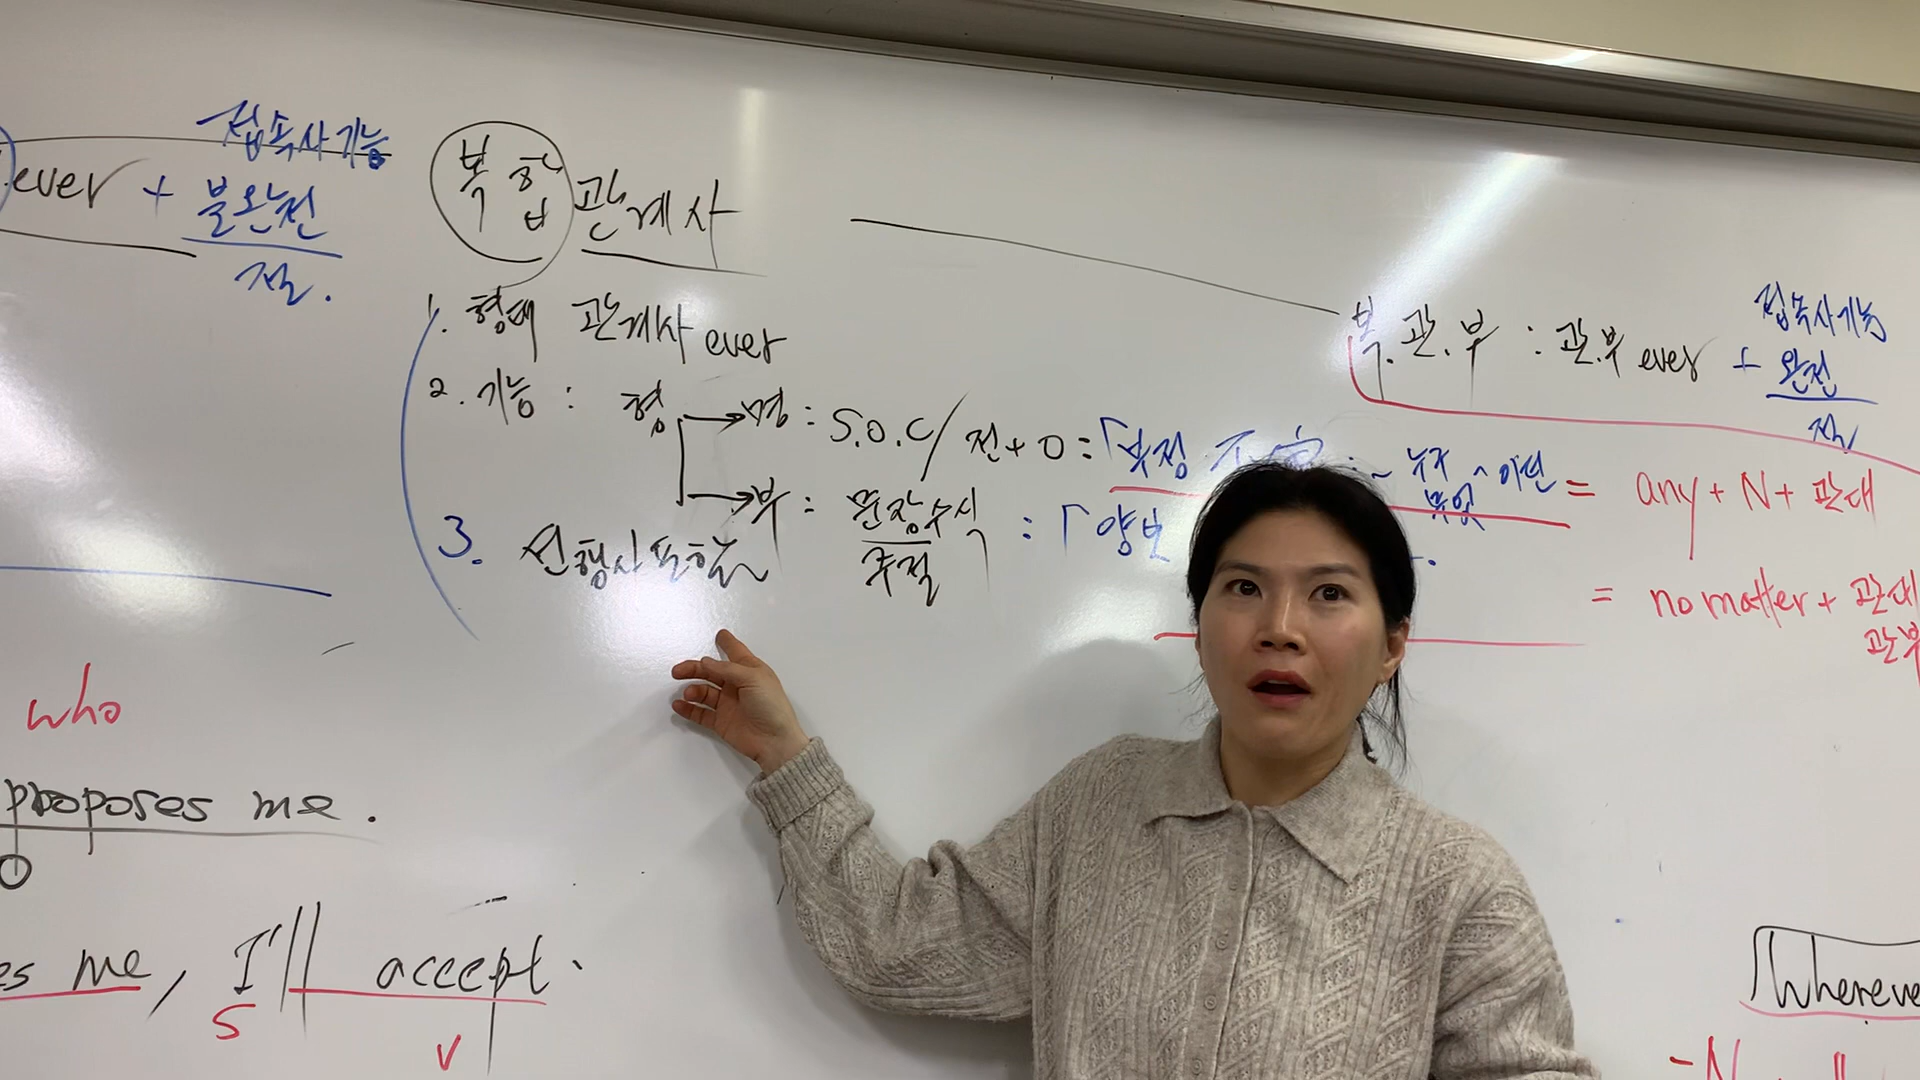 ever + 불완전
접속사기능
절.
복합관계사
1. 형태 관계사 ever
2. 기능 : 형 → 명 : S.O.C / 전+O : 「부정 ~ 누구 ~ 이던
무엇
→ 부 : 문장수식 : 「양보
주절
3. 선행사 포함
복.관.부 : 관.부 ever + 완전
접속사기능
절
= any + N + 관대
= no matter + 관대
관부
who
proposes me.
O
es me, I'll accept.
S
V
Whereve
- N